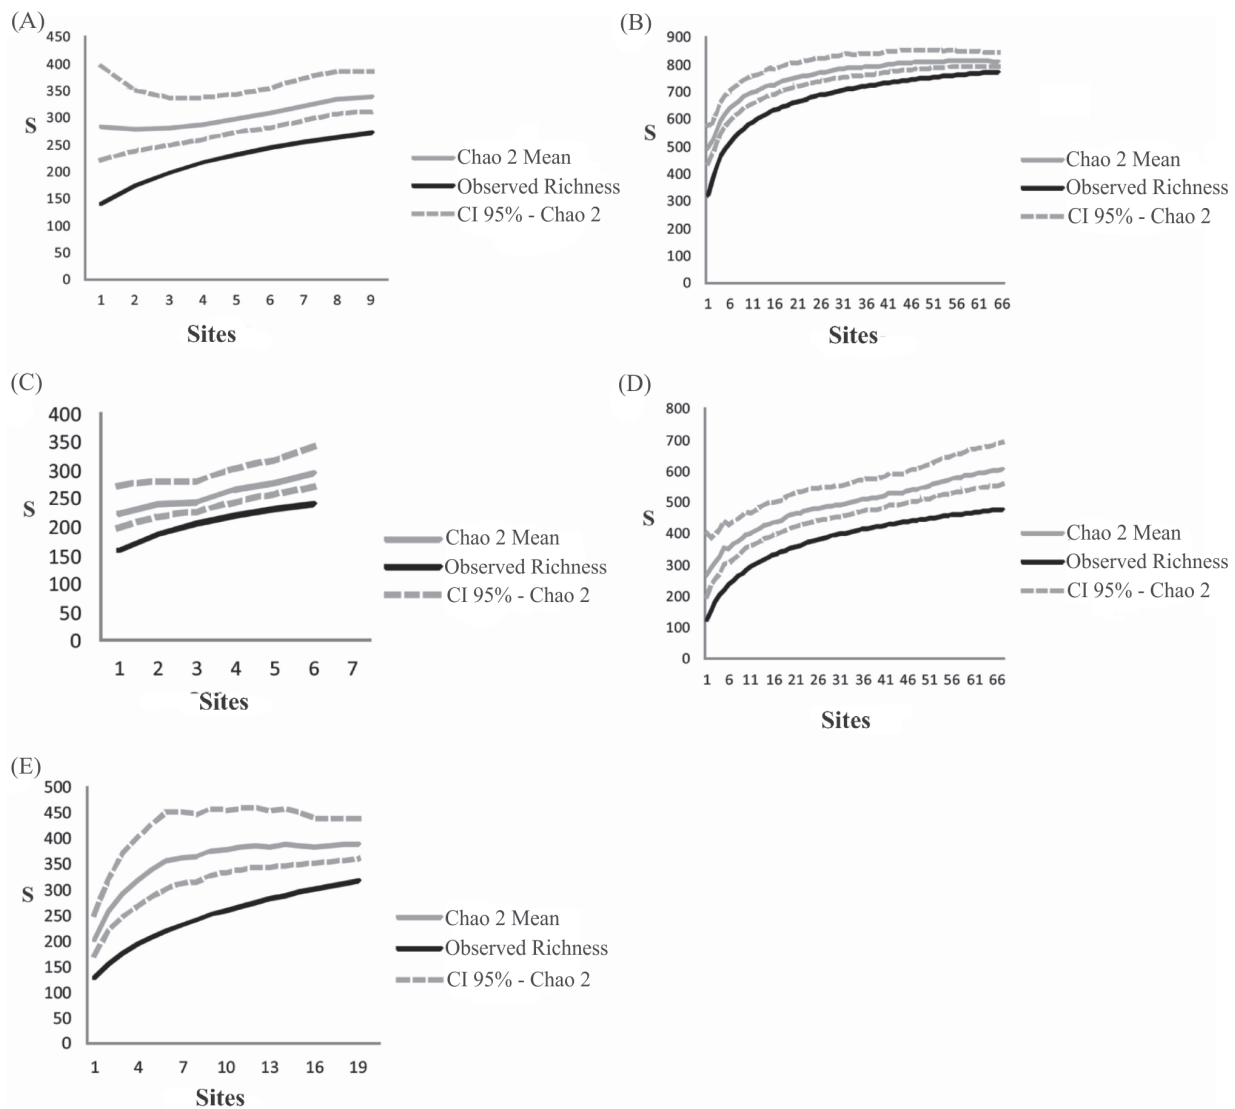 (A)
450
400
350
300
250
200
150
100
50
0
S
1 2 3 4 5 6 7 8 9
Sites
Chao 2 Mean
Observed Richness
CI 95% - Chao 2
(B)
900
800
700
600
500
400
300
200
100
0
S
1 6 11 16 21 26 31 36 41 46 51 56 61 66
Sites
Chao 2 Mean
Observed Richness
CI 95% - Chao 2
(C)
400
350
300
250
200
150
100
50
0
S
1 2 3 4 5 6 7
Sites
Chao 2 Mean
Observed Richness
CI 95% - Chao 2
(D)
800
700
600
500
400
300
200
100
0
S
1 6 11 16 21 26 31 36 41 46 51 56 61 66
Sites
Chao 2 Mean
Observed Richness
CI 95% - Chao 2
(E)
500
450
400
350
300
250
200
150
100
50
0
S
1 4 7 10 13 16 19
Sites
Chao 2 Mean
Observed Richness
CI 95% - Chao 2